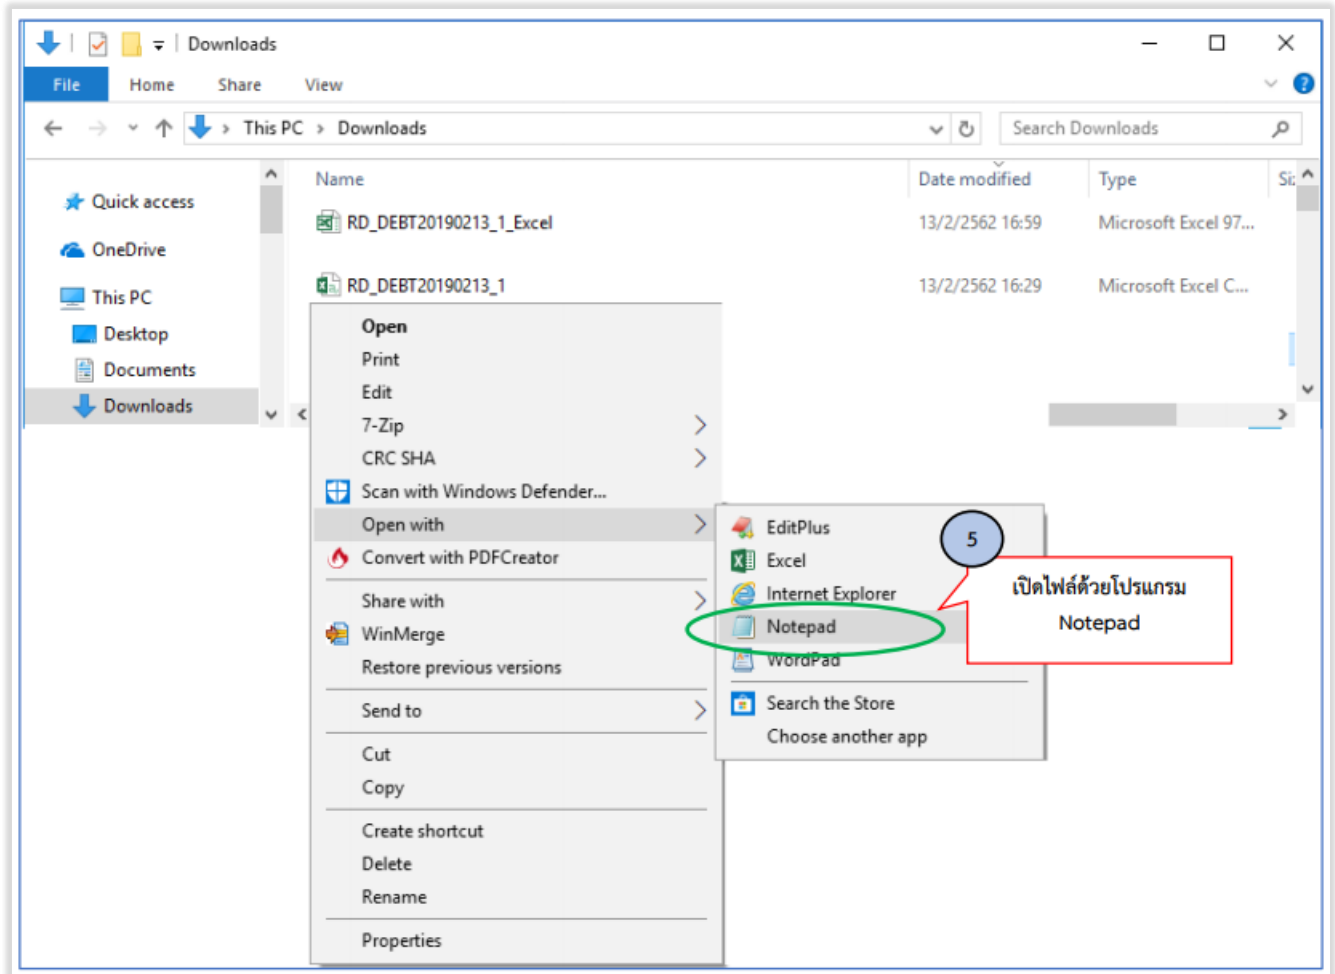 Downloads
File Home Share View
This PC > Downloads
Search Downloads
Name Date modified Type
Quick access
RD_DEBT20190213_1_Excel 13/2/2562 16:59 Microsoft Excel 97...
OneDrive
RD_DEBT20190213_1 13/2/2562 16:29 Microsoft Excel C...
This PC
Desktop
Documents
Downloads
Open
Print
Edit
7-Zip
CRC SHA
Scan with Windows Defender...
Open with
Convert with PDFCreator
Share with
WinMerge
Restore previous versions
Send to
Cut
Copy
Create shortcut
Delete
Rename
Properties
EditPlus
Excel
Internet Explorer
Notepad
WordPad
Search the Store
Choose another app
5
เปิดไฟล์ด้วยโปรแกรม
Notepad